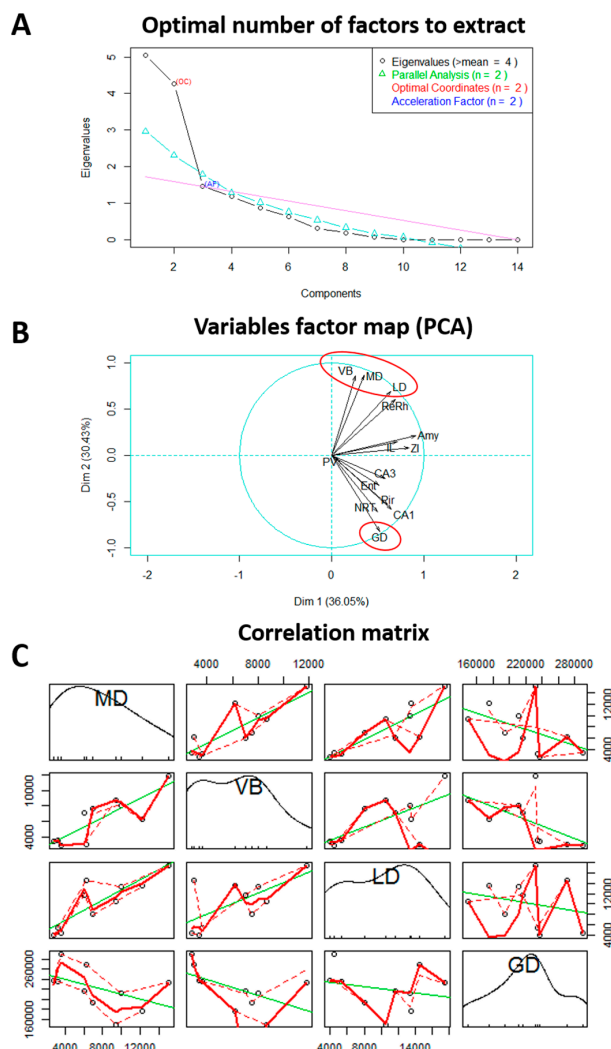 A
Optimal number of factors to extract
Eigenvalues (>mean = 4 )
Parallel Analysis (n = 2 )
Optimal Coordinates (n = 2 )
Acceleration Factor (n = 2 )
(OC)
(AF)
Eigenvalues
5
4
3
2
1
0
2 4 6 8 10 12 14
Components
B
Variables factor map (PCA)
Dim 2 (30.43%)
1.0
0.5
0.0
-0.5
-1.0
VB
MD
LD
ReRh
Amy
IL
ZI
PV
CA3
Ent
Pir
NRT
CA1
GD
-2 -1 0 1 2
Dim 1 (36.05%)
Correlation matrix
C
4000 8000 12000
160000 220000 280000
MD
4000 12000
4000 10000
VB
LD
4000 12000
160000 260000
GD
4000 8000 12000
4000 8000 14000